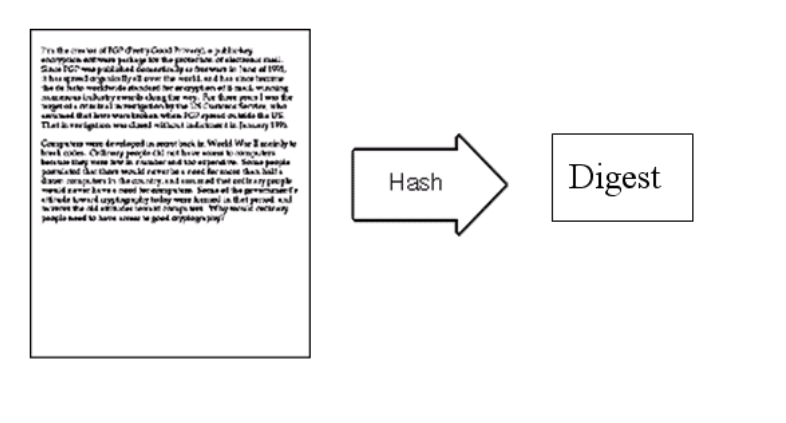 I'm the creator of PGP (Pretty Good Privacy), a public-key
encryption software package for the protection of electronic mail.
Since PGP was published domestically as freeware in June of 1991,
it has spread organically all over the world, and has since become
the de facto worldwide standard for encryption of E-mail, winning
numerous industry awards along the way. For three years I was the
target of a criminal investigation by the US Customs Service, who
assumed that laws were broken when PGP spread outside the US.
That investigation was closed without indictment in January 1996.
Computers were developed in secret back in World War II mainly to
break codes. Ordinary people did not have access to computers,
because they were few in number and too expensive. Some people
postulated that there would never be a need for more than half a
dozen computers in the country, and assumed that ordinary people
would never have a need for computers. Some of the government's
attitude toward cryptography today were formed in that period, and
mirrors the old attitudes toward computers. Why would ordinary
people need to have access to good cryptography?
Hash
Digest